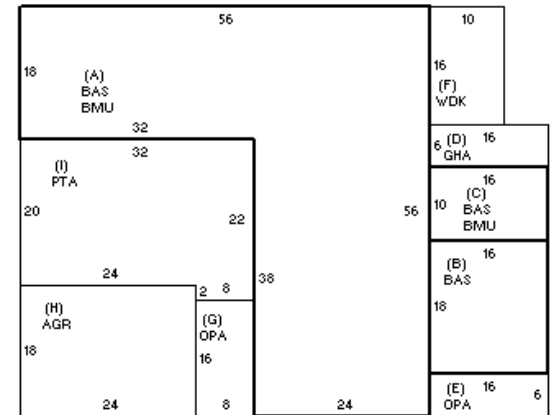 56
10
18
(A)
BAS
BMU
16
(F)
WDK
32
32
6
(D)
16
GHA
(I)
PTA
16
10
(C)
BAS
BMU
20
22
56
16
(B)
BAS
18
24
38
2
8
(H)
AGR
(G)
OPA
18
16
(E)
16
6
OPA
24
8
24